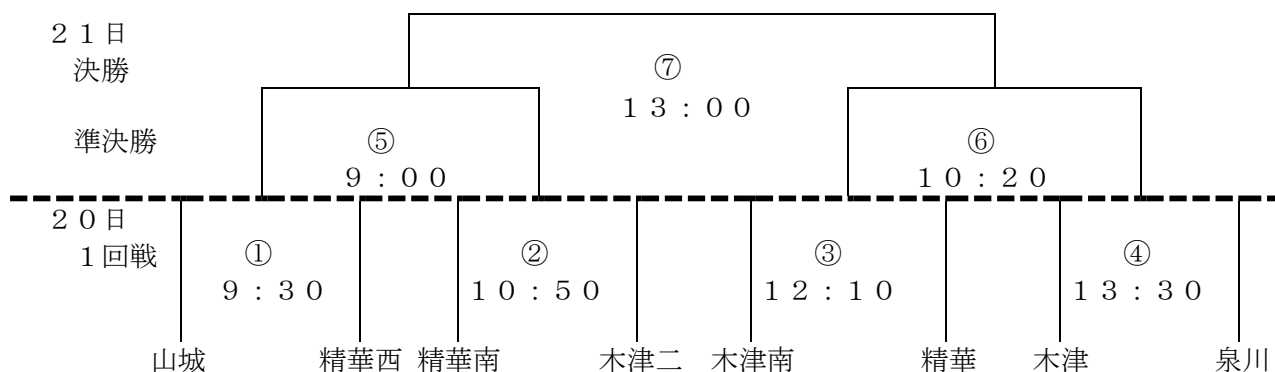 ２１日
決勝
⑦
１３：００
準決勝
⑤
⑥
９：００
１０：２０
２０日
１回戦
①
②
③
④
９：３０
１０：５０
１２：１０
１３：３０
山城
精華西
精華南
木津二
木津南
精華
木津
泉川